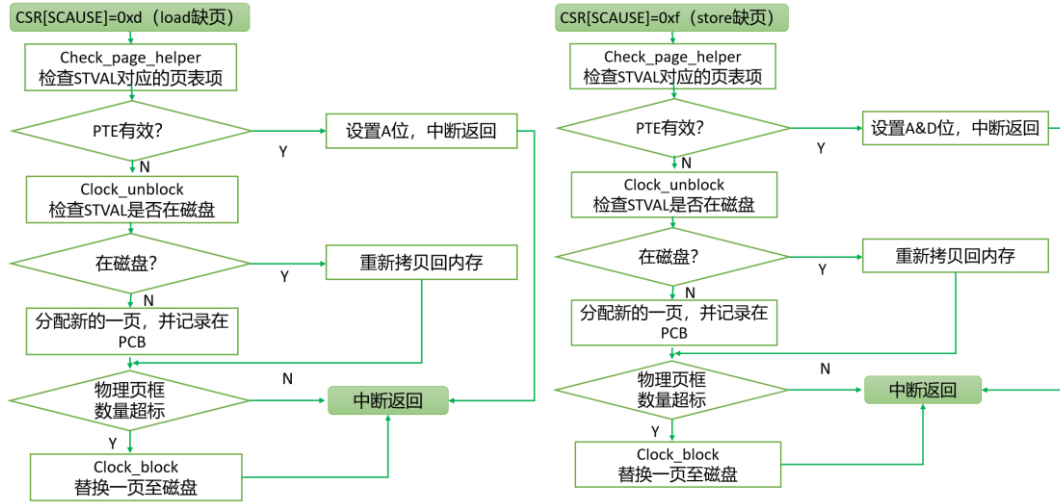 CSR[SCAUSE]=0xd（load缺页）
Check_page_helper
检查STVAL对应的页表项
PTE有效？
Y
设置A位，中断返回
N
Clock_unblock
检查STVAL是否在磁盘
在磁盘？
Y
重新拷贝回内存
N
分配新的一页，并记录在
PCB
物理页框
数量超标
N
中断返回
Y
Clock_block
替换一页至磁盘
CSR[SCAUSE]=0xf（store缺页）
Check_page_helper
检查STVAL对应的页表项
PTE有效？
Y
设置A&D位，中断返回
N
Clock_unblock
检查STVAL是否在磁盘
在磁盘？
Y
重新拷贝回内存
N
分配新的一页，并记录在
PCB
物理页框
数量超标
N
中断返回
Y
Clock_block
替换一页至磁盘